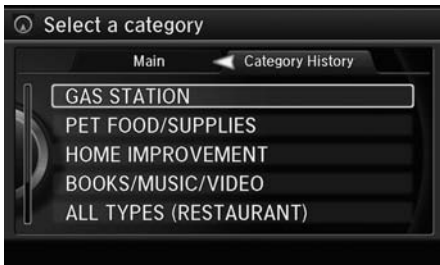 Select a category
Main Category History
GAS STATION
PET FOOD/SUPPLIES
HOME IMPROVEMENT
BOOKS/MUSIC/VIDEO
ALL TYPES (RESTAURANT)